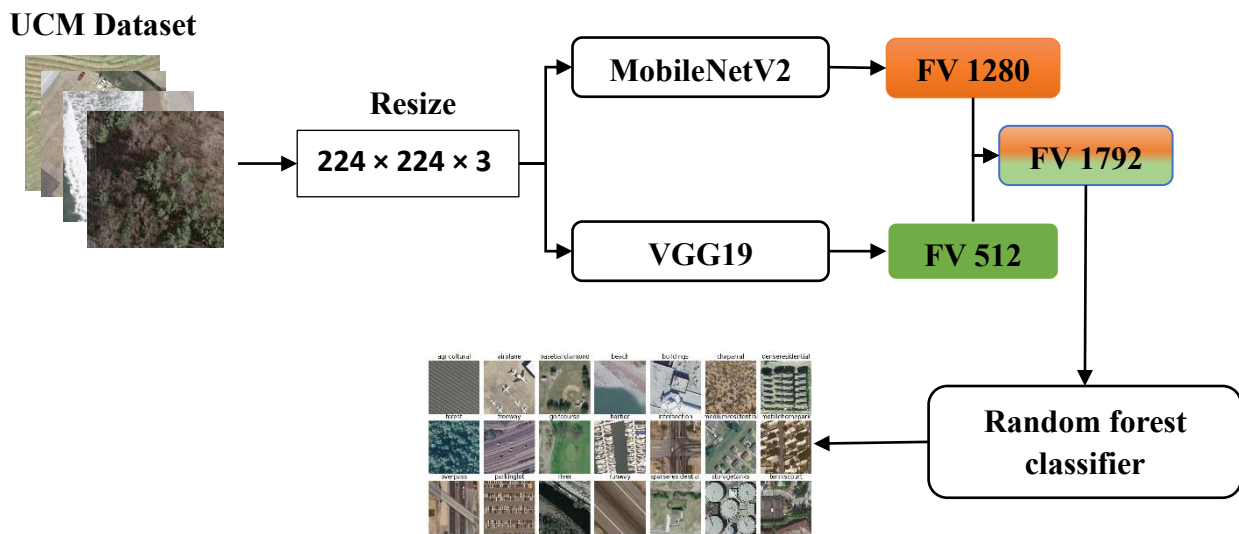 UCM Dataset
Resize
224 × 224 × 3
MobileNetV2
FV 1280
FV 1792
VGG19
FV 512
Random forest
classifier
agricultural airplane baseballdiamond beach buildings chaparral denseresidential
forest freeway golfcourse harbor intersection mediumresidential mobilehomepark
overpass parkinglot river runway sparseresidential storagetanks tenniscourt